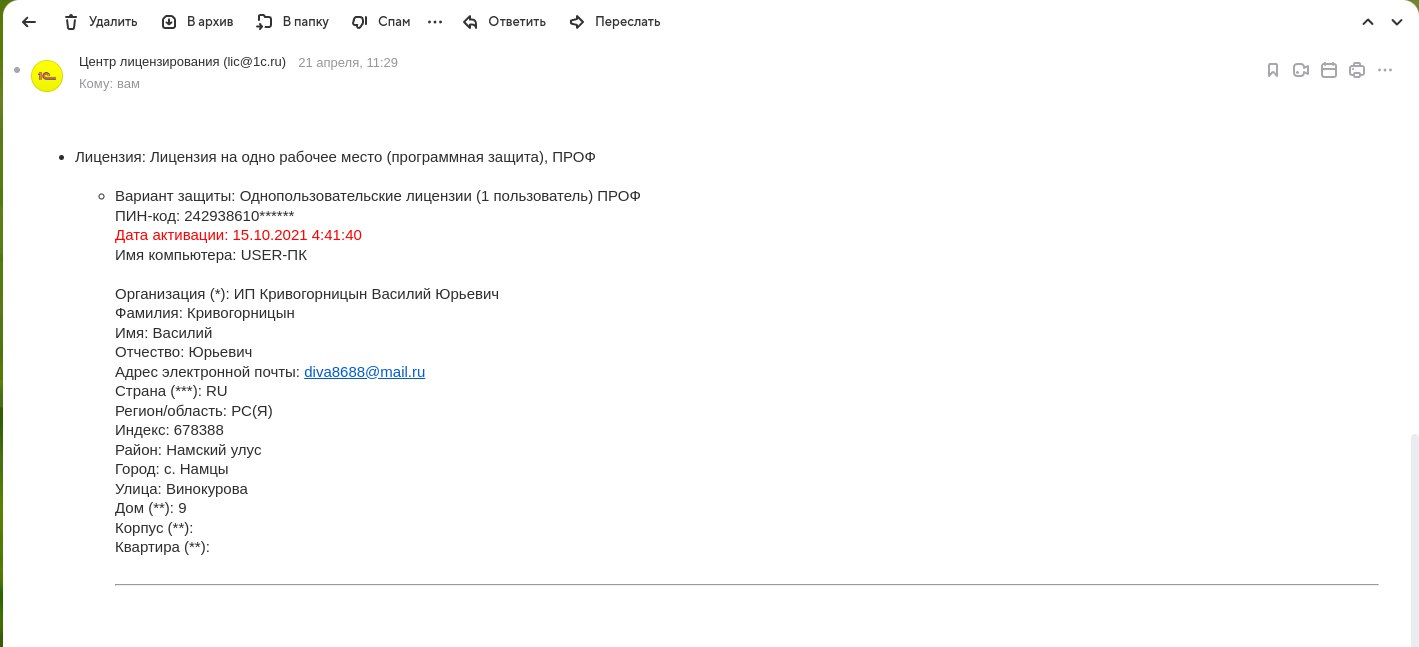 Удалить В архив В папку Спам Ответить Переслать
Центр лицензирования (lic@1c.ru) 21 апреля, 11:29
Кому: вам
Лицензия: Лицензия на одно рабочее место (программная защита), ПРОФ
Вариант защиты: Однопользовательские лицензии (1 пользователь) ПРОФ
ПИН-код: 242938610******
Дата активации: 15.10.2021 4:41:40
Имя компьютера: USER-ПК
Организация (*): ИП Кривогорницын Василий Юрьевич
Фамилия: Кривогорницын
Имя: Василий
Отчество: Юрьевич
Адрес электронной почты: diva8688@mail.ru
Страна (***): RU
Регион/область: РС(Я)
Индекс: 678388
Район: Намский улус
Город: с. Намцы
Улица: Винокурова
Дом (**): 9
Корпус (**):
Квартира (**):